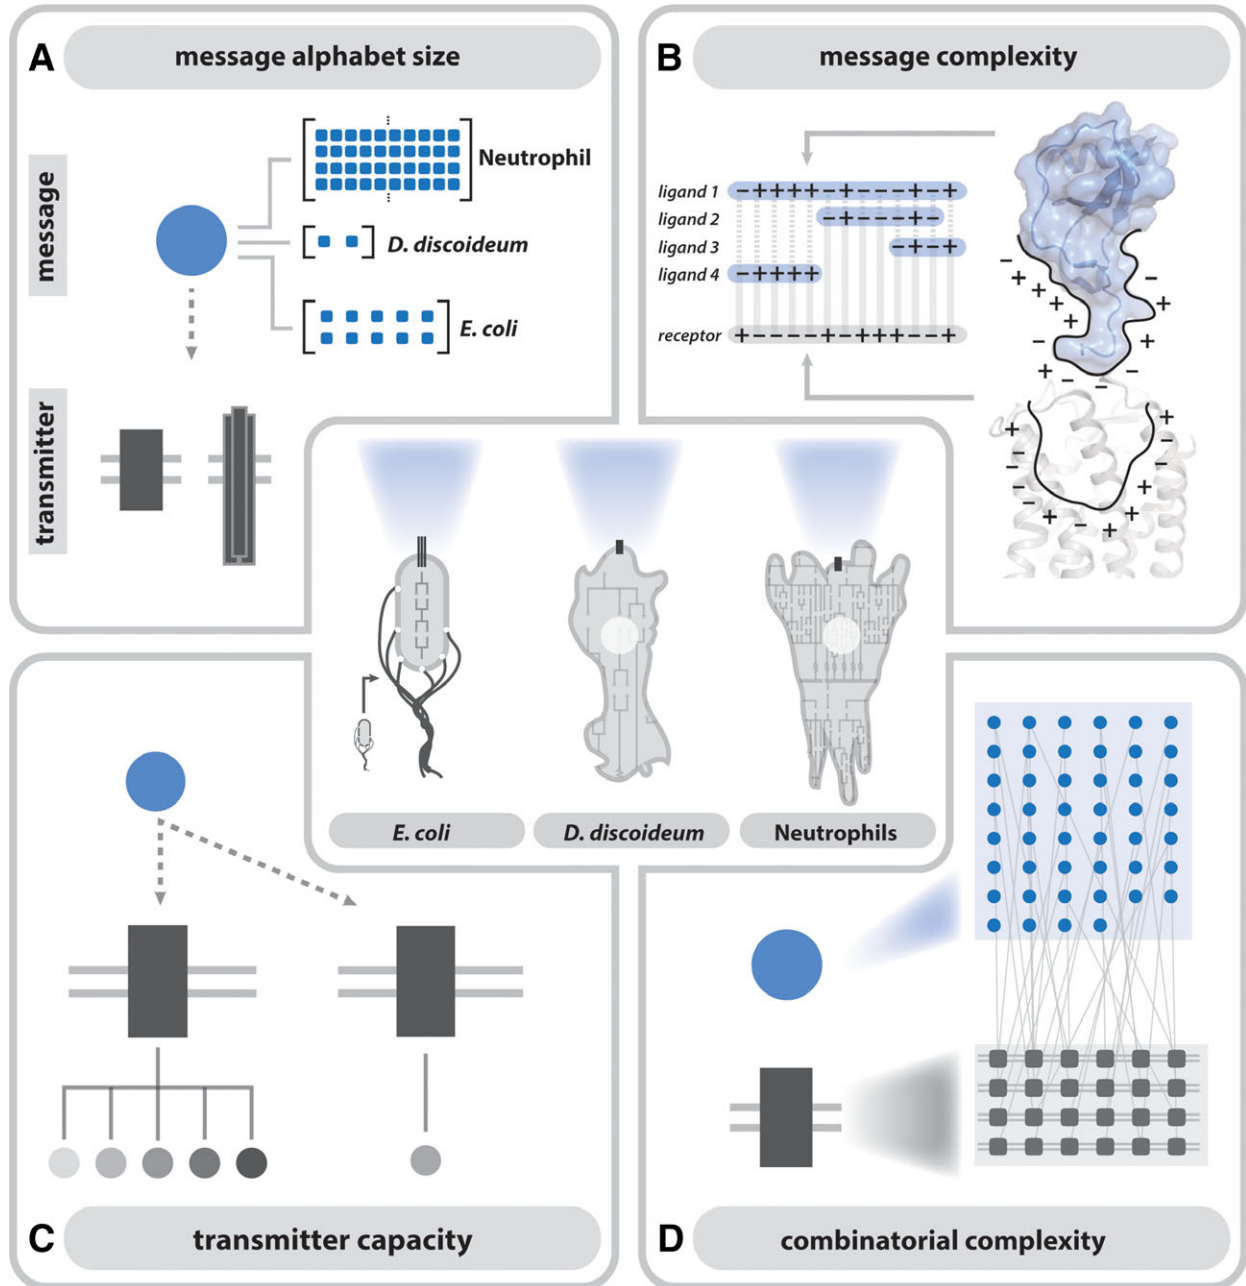 A
message alphabet size
message
Neutrophil
D. discoideum
E. coli
transmitter
B
message complexity
ligand 1 −++++−+−−−+−+
ligand 2 −+−−−+−
ligand 3 −+−+
ligand 4 −++++
receptor +−−−−+−+++−−+
E. coli
D. discoideum
Neutrophils
C
transmitter capacity
D
combinatorial complexity